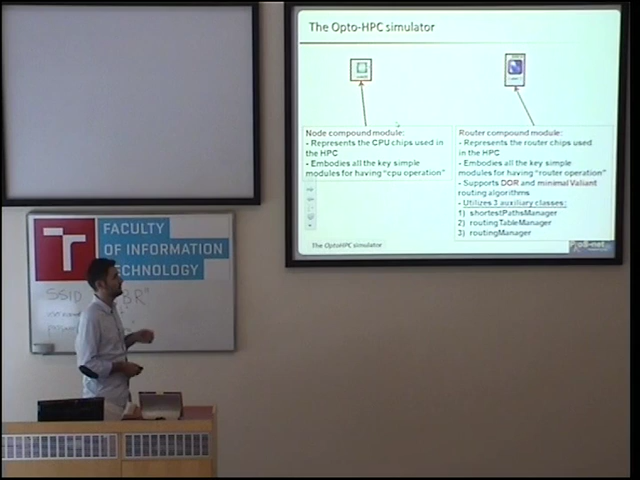 The Opto-HPC simulator
Node compound module:
- Represents the CPU chips used in
the HPC
- Embodies all the key simple
modules for having "cpu operation"
Router compound module:
- Represents the router chips used
in the HPC
- Embodies all the key simple
modules for having "router operation"
- Supports DOR and minimal Valiant
routing algorithms
- Utilizes 3 auxiliary classes:
1) shortestPathsManager
2) routingTableManager
3) routingManager
The OptoHPC simulator
FACULTY
OF INFORMATION
TECHNOLOGY
SSID